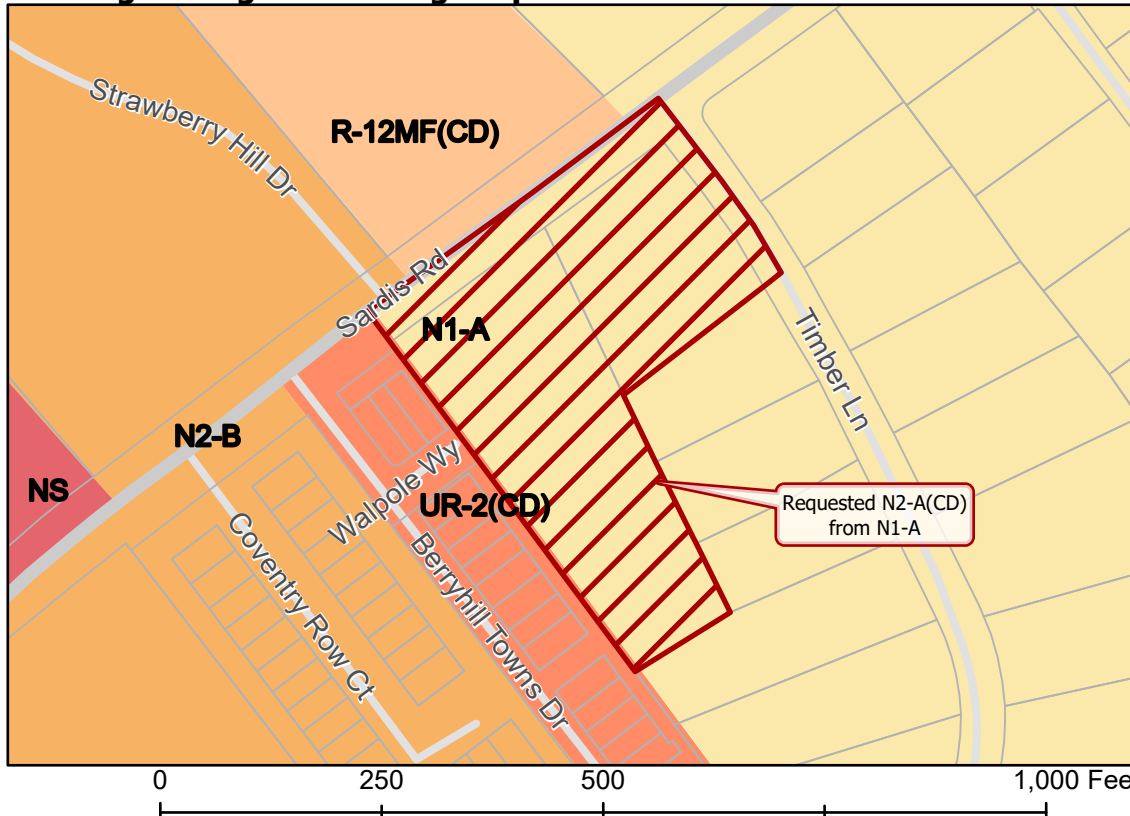 Strawberry Hill Dr
R-12MF(CD)
Sardis Rd
N1-A
Timber Ln
N2-B
NS
Walpole Wy
UR-2(CD)
Requested N2-A(CD)
from N1-A
Coventry Row Ct
Berryhill Towns Dr
0 250 500 1,000 Fee